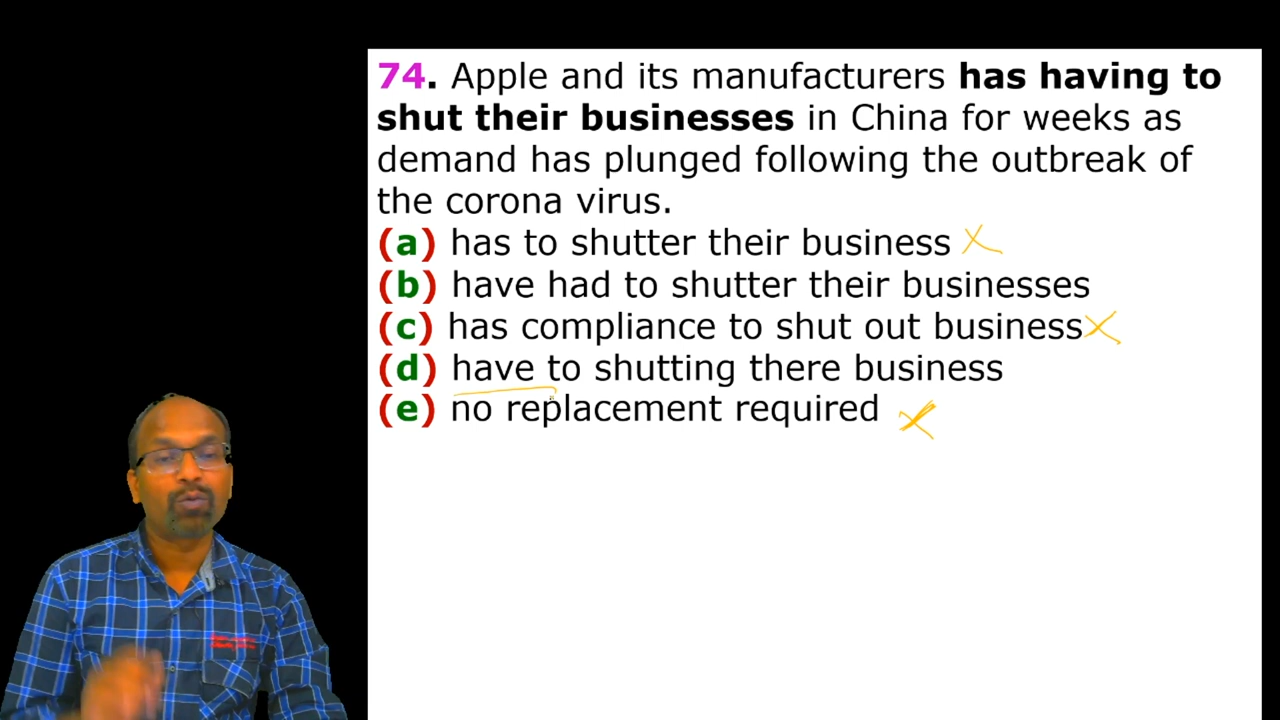 74. Apple and its manufacturers has having to
shut their businesses in China for weeks as
demand has plunged following the outbreak of
the corona virus.
(a) has to shutter their business
(b) have had to shutter their businesses
(c) has compliance to shut out business
(d) have to shutting there business
(e) no replacement required